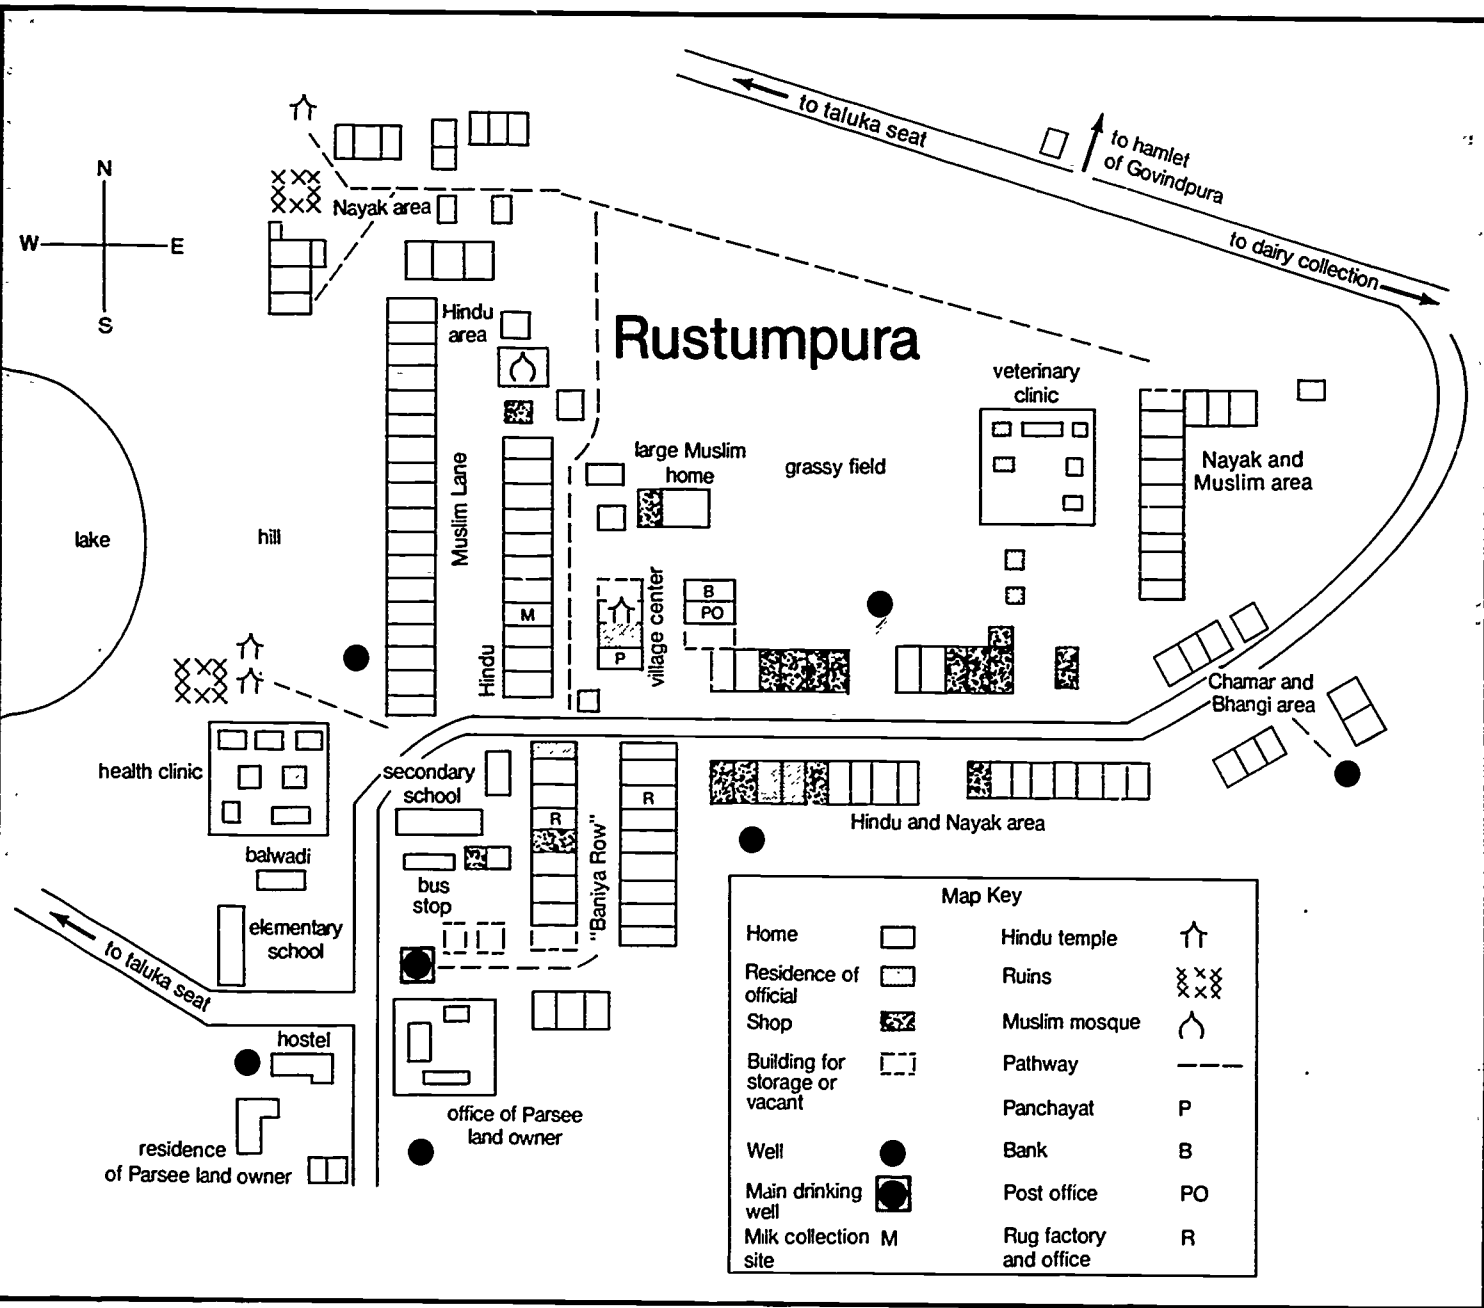 to taluka seat
to hamlet
of Govindpura
to dairy collection
N
W
E
S
Nayak area
Hindu
area
Rustumpura
veterinary
clinic
large Muslim
home
grassy field
Nayak and
Muslim area
Muslim Lane
lake
hill
village center
B
PO
M
P
Hindu
Chamar and
Bhangi area
health clinic
secondary
school
R
R
"Baniya Row"
Hindu and Nayak area
balwadi
bus
stop
elementary
school
to taluka seat
hostel
office of Parsee
land owner
residence
of Parsee land owner
Map Key
Home
Residence of
official
Shop
Building for
storage or
vacant
Well
Main drinking
well
Milk collection M
site
Hindu temple
Ruins
Muslim mosque
Pathway
Panchayat P
Bank B
Post office PO
Rug factory R
and office